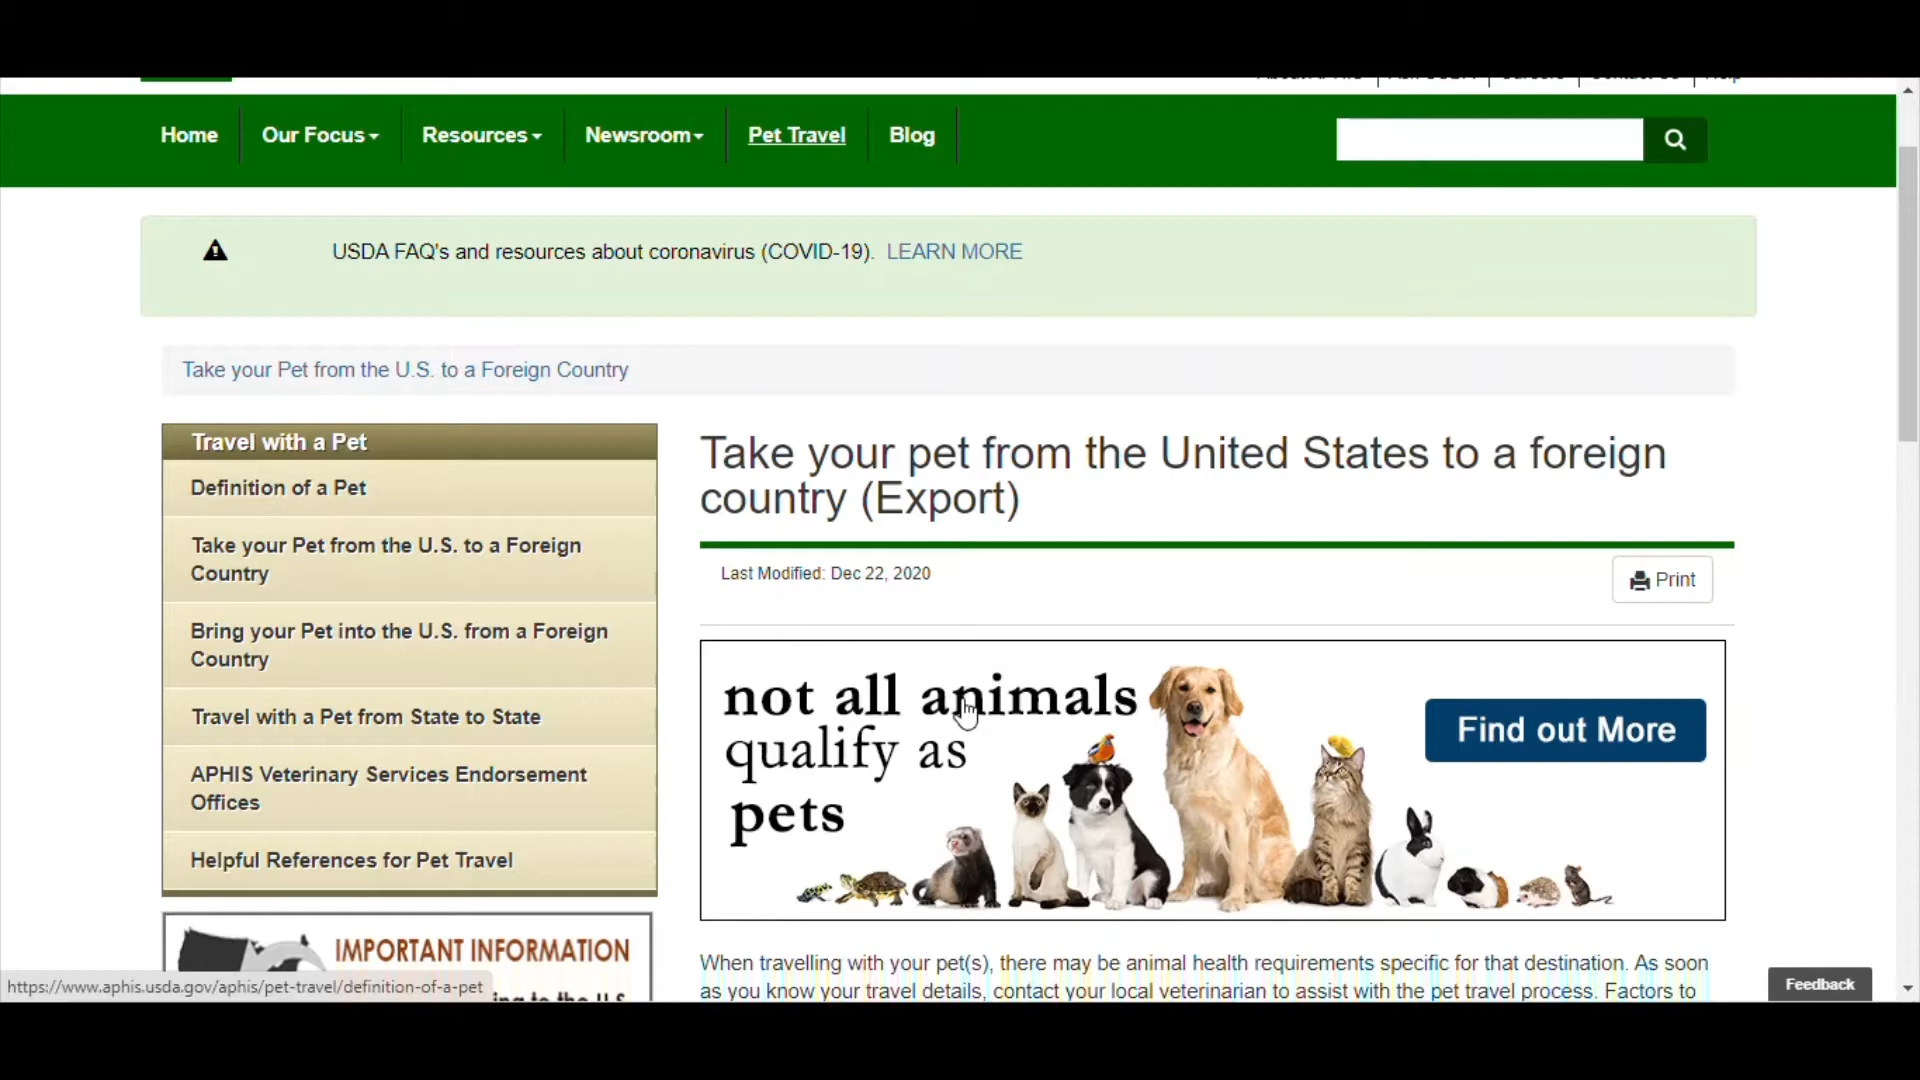 Home
Our Focus
Resources
Newsroom
Pet Travel
Blog
USDA FAQ's and resources about coronavirus (COVID-19). LEARN MORE
Take your Pet from the U.S. to a Foreign Country
Travel with a Pet
Definition of a Pet
Take your Pet from the U.S. to a Foreign
Country
Bring your Pet into the U.S. from a Foreign
Country
Travel with a Pet from State to State
APHIS Veterinary Services Endorsement
Offices
Helpful References for Pet Travel
IMPORTANT INFORMATION
Take your pet from the United States to a foreign
country (Export)
Last Modified: Dec 22, 2020
Print
not all animals
qualify as
pets
Find out More
When travelling with your pet(s), there may be animal health requirements specific for that destination. As soon
as you know your travel details, contact your local veterinarian to assist with the pet travel process. Factors to
https://www.aphis.usda.gov/aphis/pet-travel/definition-of-a-pet
Feedback